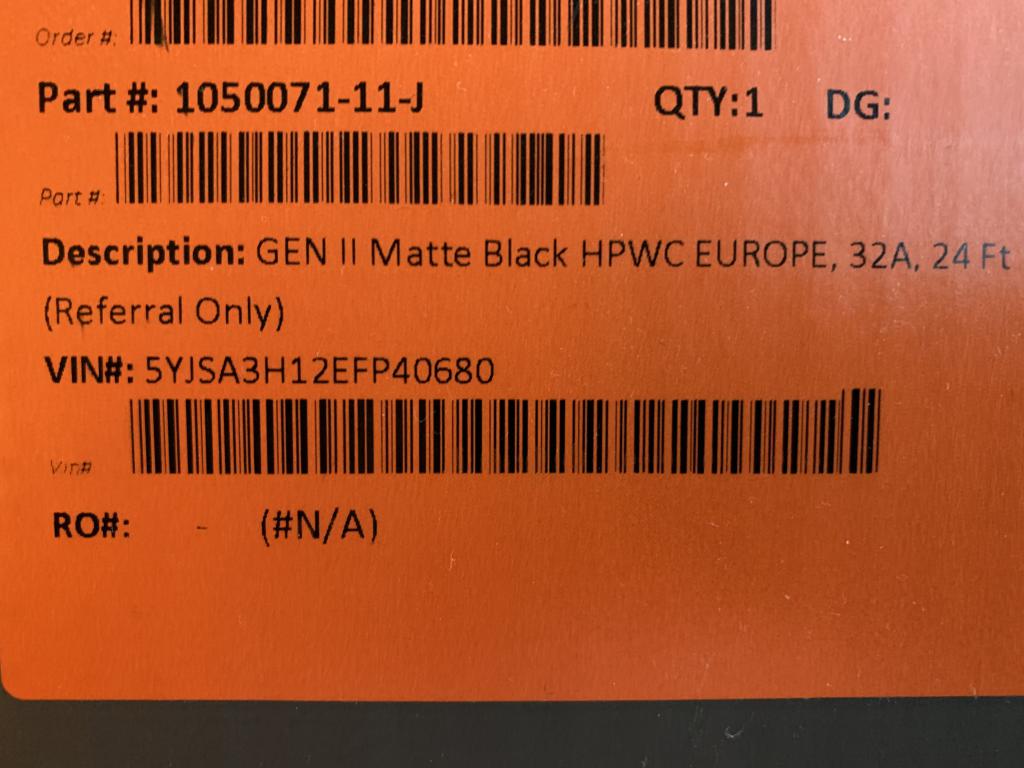 Order #:
Part #: 1050071-11-J QTY:1 DG:
Part #:
Description: GEN II Matte Black HPWC EUROPE, 32A, 24 Ft
(Referral Only)
VIN#: 5YJSA3H12EFP40680
Vin#
RO#: - (#N/A)